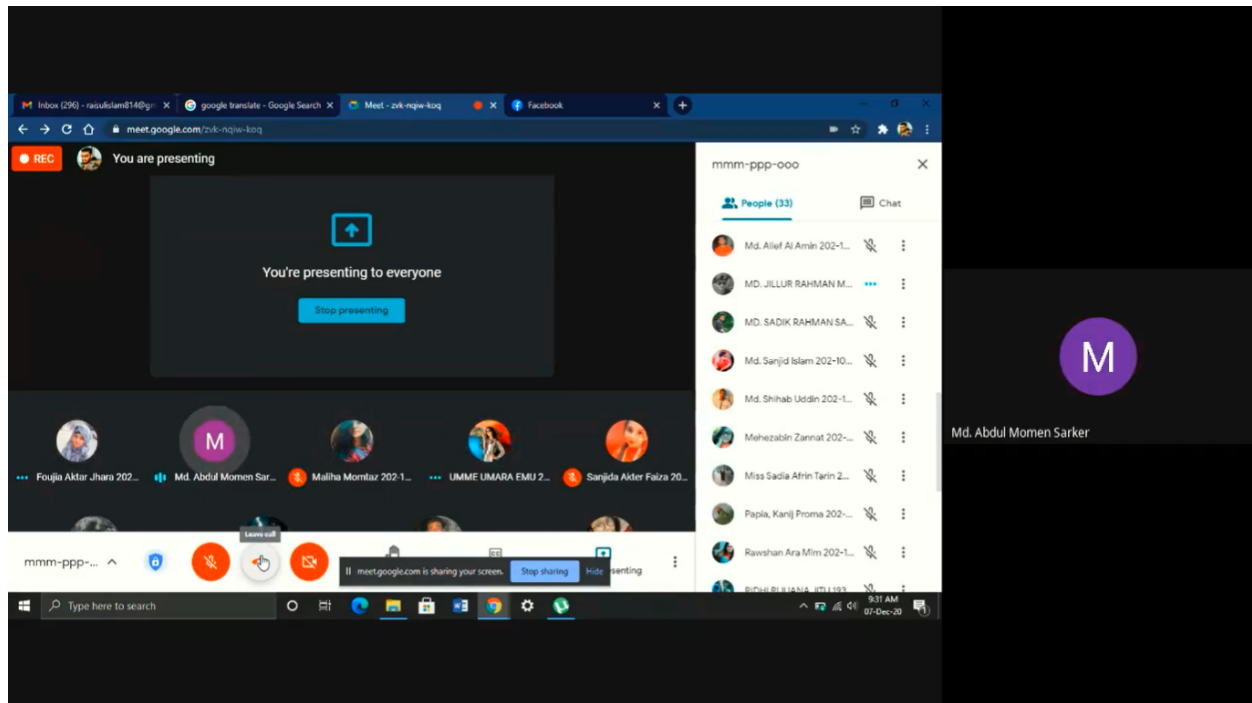 Inbox (296) - raisulislam814@gm
google translate - Google Search
Meet - zvk-nqiw-koq
Facebook
meet.google.com/zvk-nqiw-koq
REC
You are presenting
You're presenting to everyone
Stop presenting
mmm-ppp-ooo
People (33)
Chat
Md. Alief Al Amin 202-1...
MD. JILLUR RAHMAN M...
MD. SADIK RAHMAN SA...
Md. Sanjid Islam 202-10...
Md. Shihab Uddin 202-1...
Mehezabin Zannat 202-...
Miss Sadia Afrin Tarin 2...
Papia, Kanij Proma 202-...
Rawshan Ara Mim 202-1...
M
Md. Abdul Momen Sarker
M
Foujia Aktar Jhara 202...
Md. Abdul Momen Sar...
Maliha Momtaz 202-1...
UMME UMARA EMU 2...
Sanjida Akter Faiza 20...
Leave call
mmm-ppp-...
meet.google.com is sharing your screen.
Stop sharing
Hide
senting
Type here to search
9:31 AM
07-Dec-20